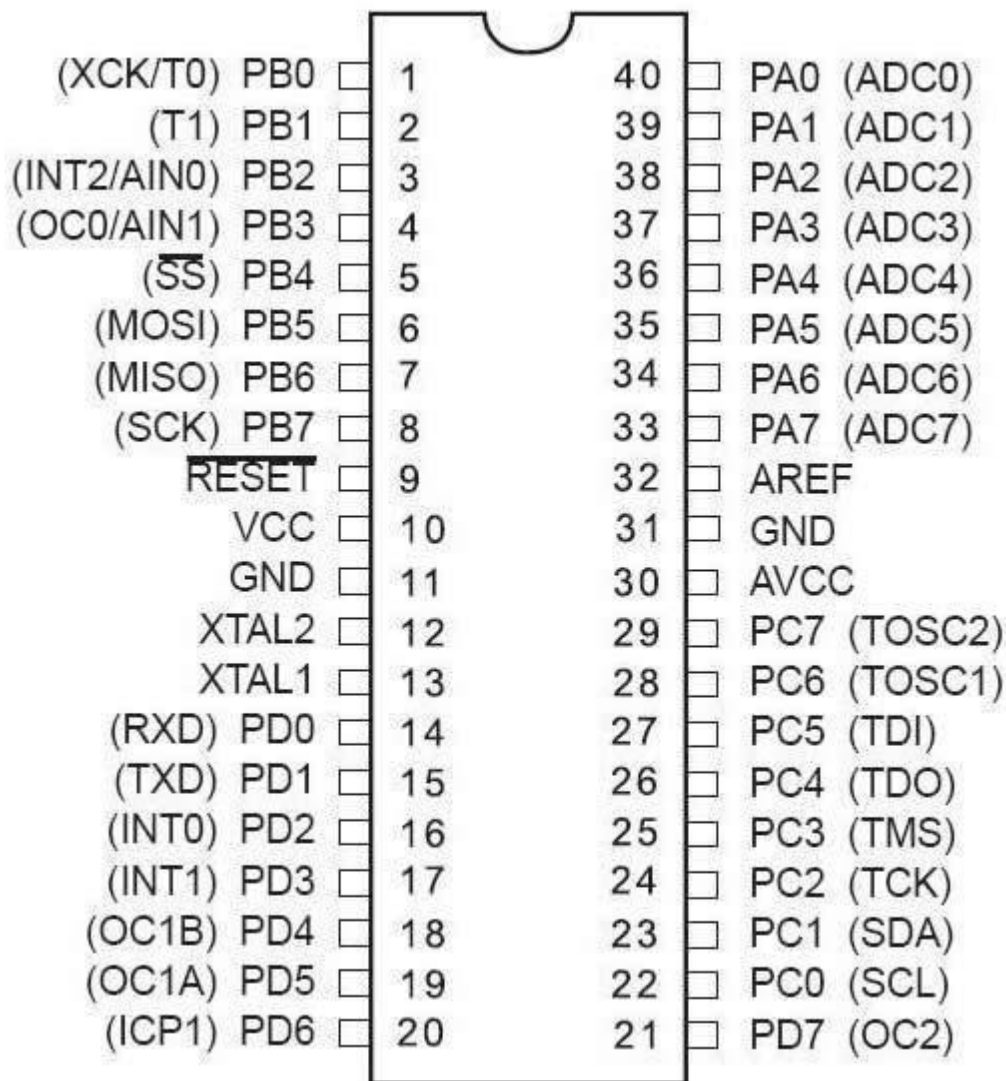 (XCK/T0) PB0 1 40 PA0 (ADC0)
(T1) PB1 2 39 PA1 (ADC1)
(INT2/AIN0) PB2 3 38 PA2 (ADC2)
(OC0/AIN1) PB3 4 37 PA3 (ADC3)
(SS) PB4 5 36 PA4 (ADC4)
(MOSI) PB5 6 35 PA5 (ADC5)
(MISO) PB6 7 34 PA6 (ADC6)
(SCK) PB7 8 33 PA7 (ADC7)
RESET 9 32 AREF
VCC 10 31 GND
GND 11 30 AVCC
XTAL2 12 29 PC7 (TOSC2)
XTAL1 13 28 PC6 (TOSC1)
(RXD) PD0 14 27 PC5 (TDI)
(TXD) PD1 15 26 PC4 (TDO)
(INT0) PD2 16 25 PC3 (TMS)
(INT1) PD3 17 24 PC2 (TCK)
(OC1B) PD4 18 23 PC1 (SDA)
(OC1A) PD5 19 22 PC0 (SCL)
(ICP1) PD6 20 21 PD7 (OC2)